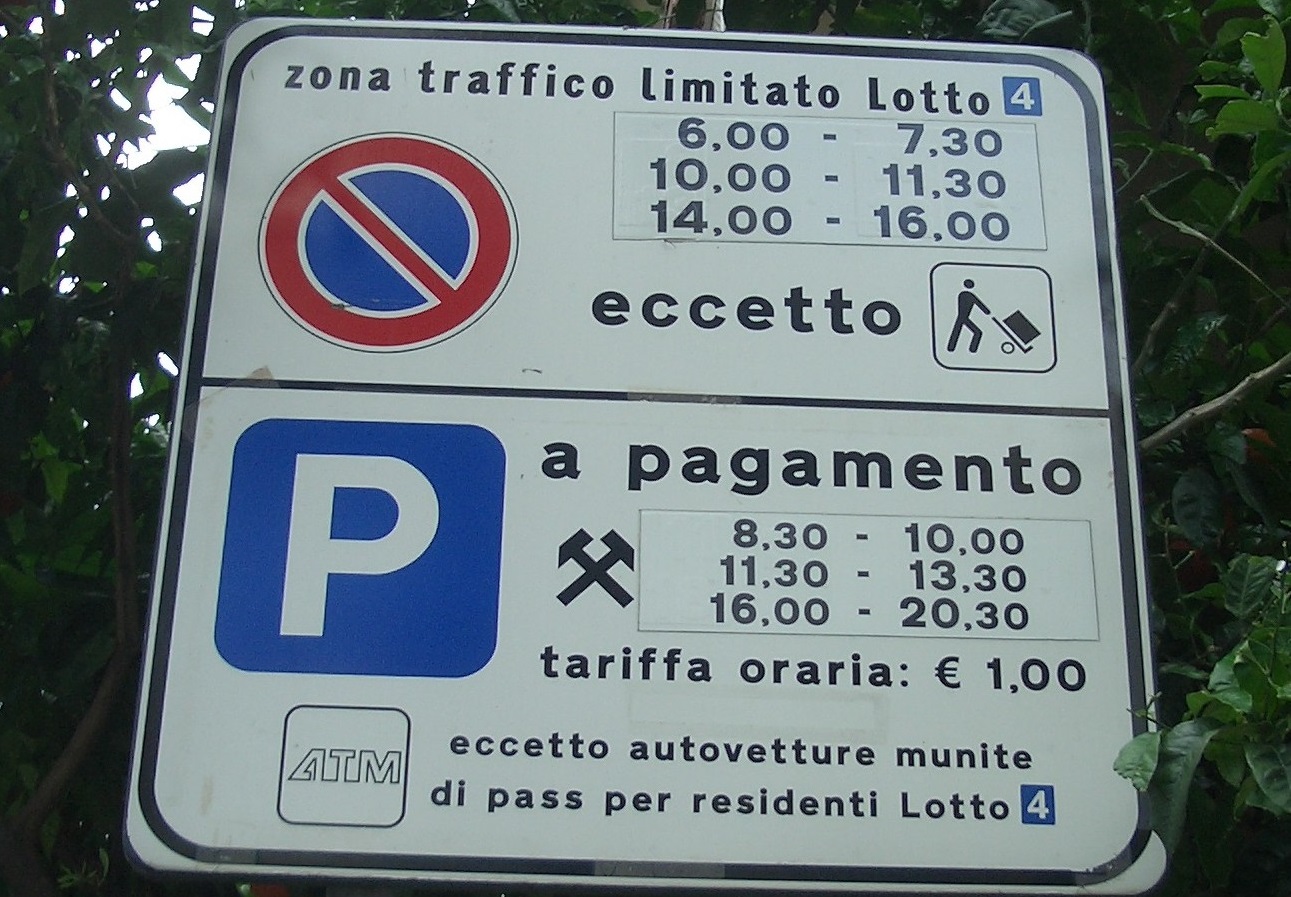 zona traffico limitato Lotto 4
6,00 - 7,30
10,00 - 11,30
14,00 - 16,00
eccetto
P
a pagamento
8,30 - 10,00
11,30 - 13,30
16,00 - 20,30
tariffa oraria: € 1,00
ATM
eccetto autovetture munite
di pass per residenti Lotto 4